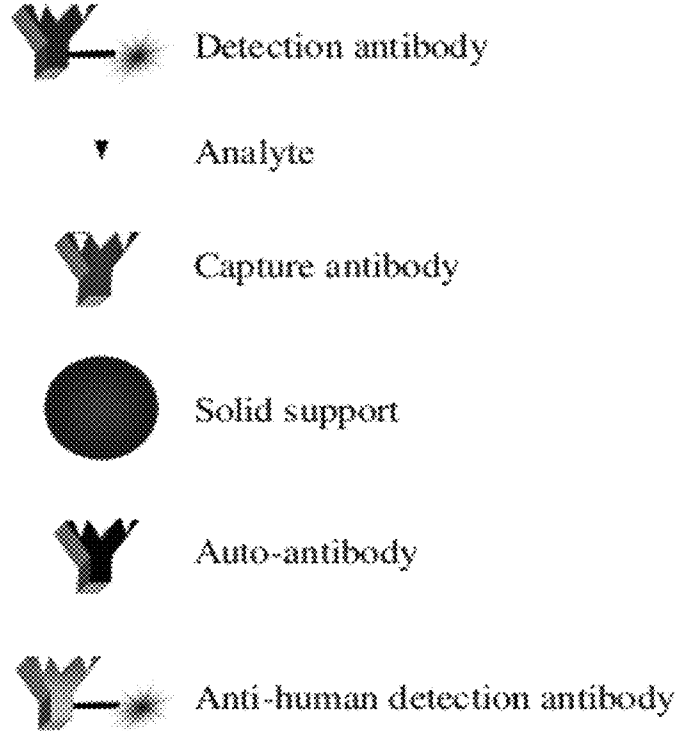 Detection antibody
Analyte
Capture antibody
Solid support
Auto-antibody
Anti-human detection antibody